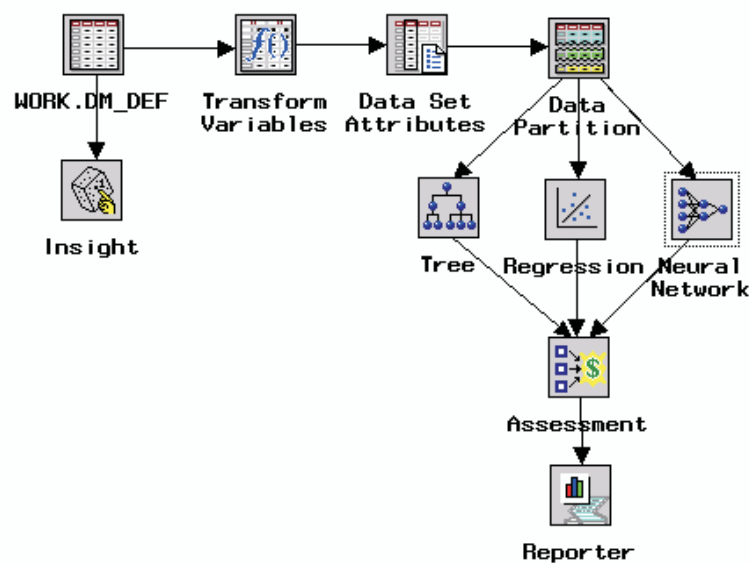 WORK.DM_DEF
Transform
Variables
Data Set
Attributes
Data
Partition
Insight
Tree
Regression
Neural
Network
Assessment
Reporter